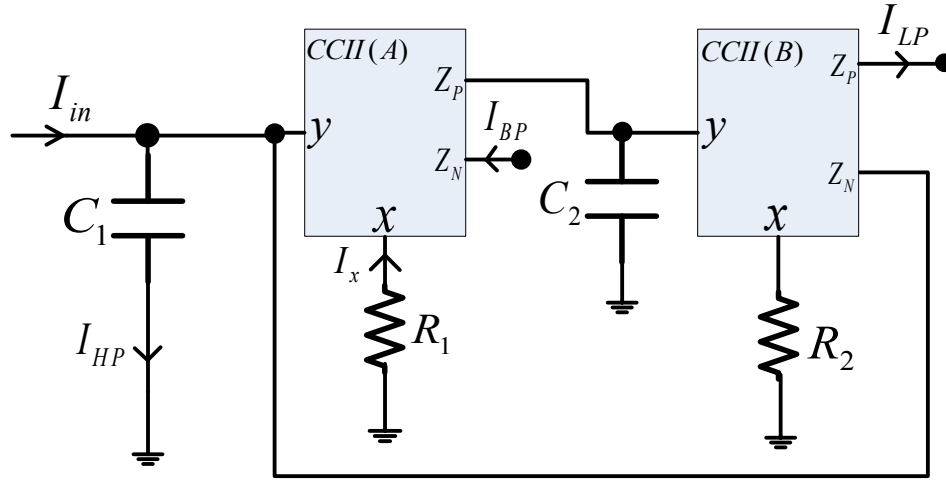 I_in
C_1
I_HP
CCII(A)
Z_P
y
Z_N
x
I_x
R_1
I_BP
C_2
CCII(B)
Z_P
y
Z_N
x
R_2
I_LP